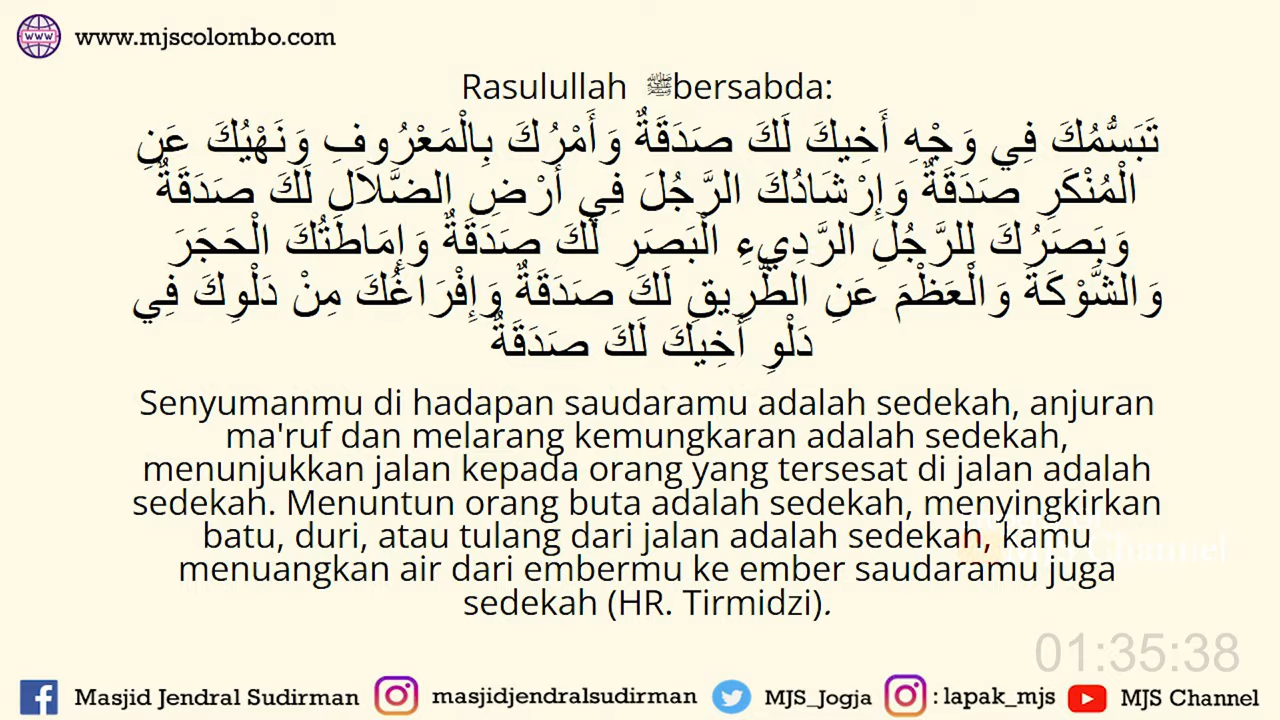 www.mjscolombo.com
Rasulullah ﷺbersabda:
تَبَسُّمُكَ فِي وَجْهِ أَخِيكَ لَكَ صَدَقَةٌ وَأَمْرُكَ بِالْمَعْرُوفِ وَنَهْيُكَ عَنِ
الْمُنْكَرِ صَدَقَةٌ وَإِرْشَادُكَ الرَّجُلَ فِي أَرْضِ الضَّلاَلِ لَكَ صَدَقَةٌ
وَبَصَرُكَ لِلرَّجُلِ الرَّدِيءِ الْبَصَرِ لَكَ صَدَقَةٌ وَإِمَاطَتُكَ الْحَجَرَ
وَالشَّوْكَةَ وَالْعَظْمَ عَنِ الطَّرِيقِ لَكَ صَدَقَةٌ وَإِفْرَاغُكَ مِنْ دَلْوِكَ فِي
دَلْوِ أَخِيكَ لَكَ صَدَقَةٌ
Senyumanmu di hadapan saudaramu adalah sedekah, anjuran
ma'ruf dan melarang kemungkaran adalah sedekah,
menunjukkan jalan kepada orang yang tersesat di jalan adalah
sedekah. Menuntun orang buta adalah sedekah, menyingkirkan
batu, duri, atau tulang dari jalan adalah sedekah, kamu
menuangkan air dari embermu ke ember saudaramu juga
sedekah (HR. Tirmidzi).
MJS Channel
01:35:38
Masjid Jendral Sudirman masjidjendralsudirman MJS_Jogja : lapak_mjs MJS Channel